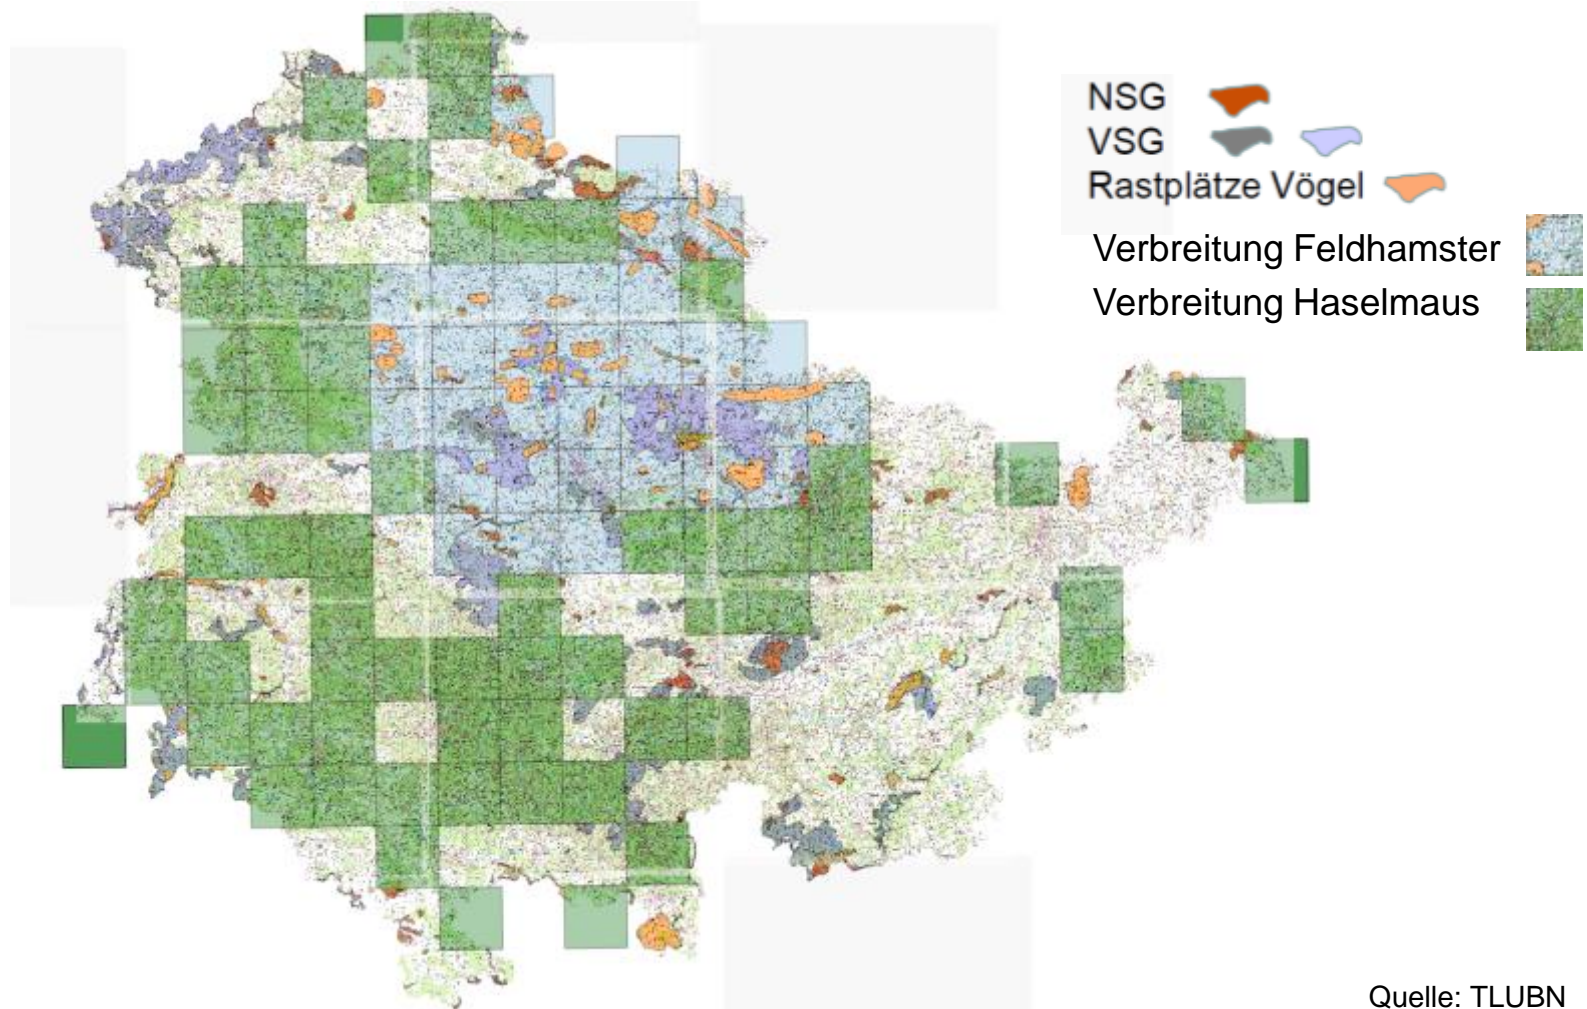 NSG
VSG
Rastplätze Vögel
Verbreitung Feldhamster
Verbreitung Haselmaus
Quelle: TLUBN